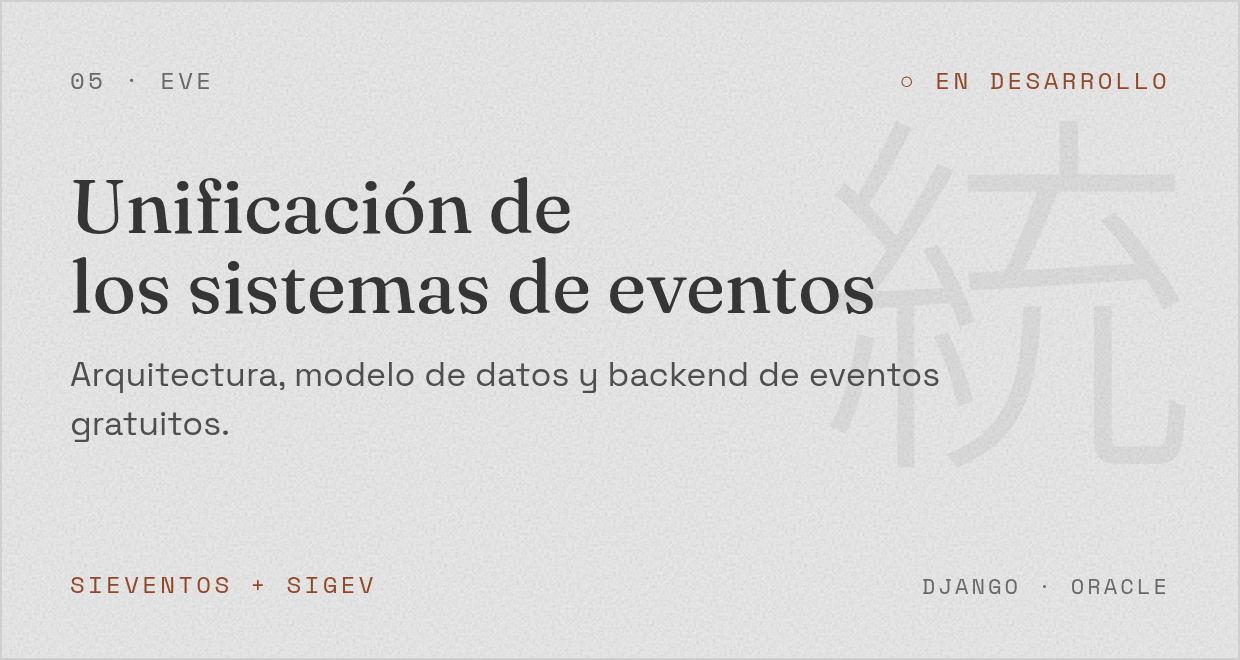 05 · EVE
○ EN DESARROLLO
統
Unificación de
los sistemas de eventos
Arquitectura, modelo de datos y backend de eventos
gratuitos.
SIEVENTOS + SIGEV
DJANGO · ORACLE